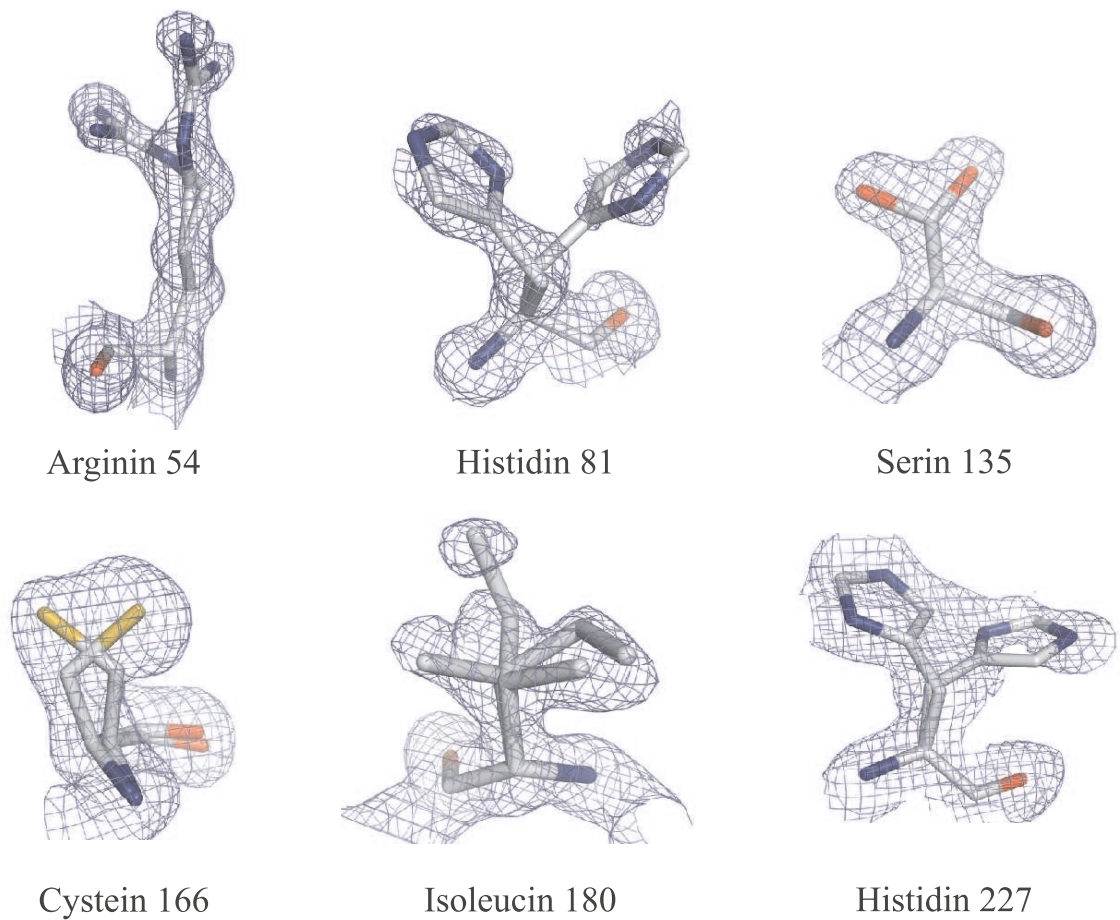 Arginin 54
Histidin 81
Serin 135
Cystein 166
Isoleucin 180
Histidin 227